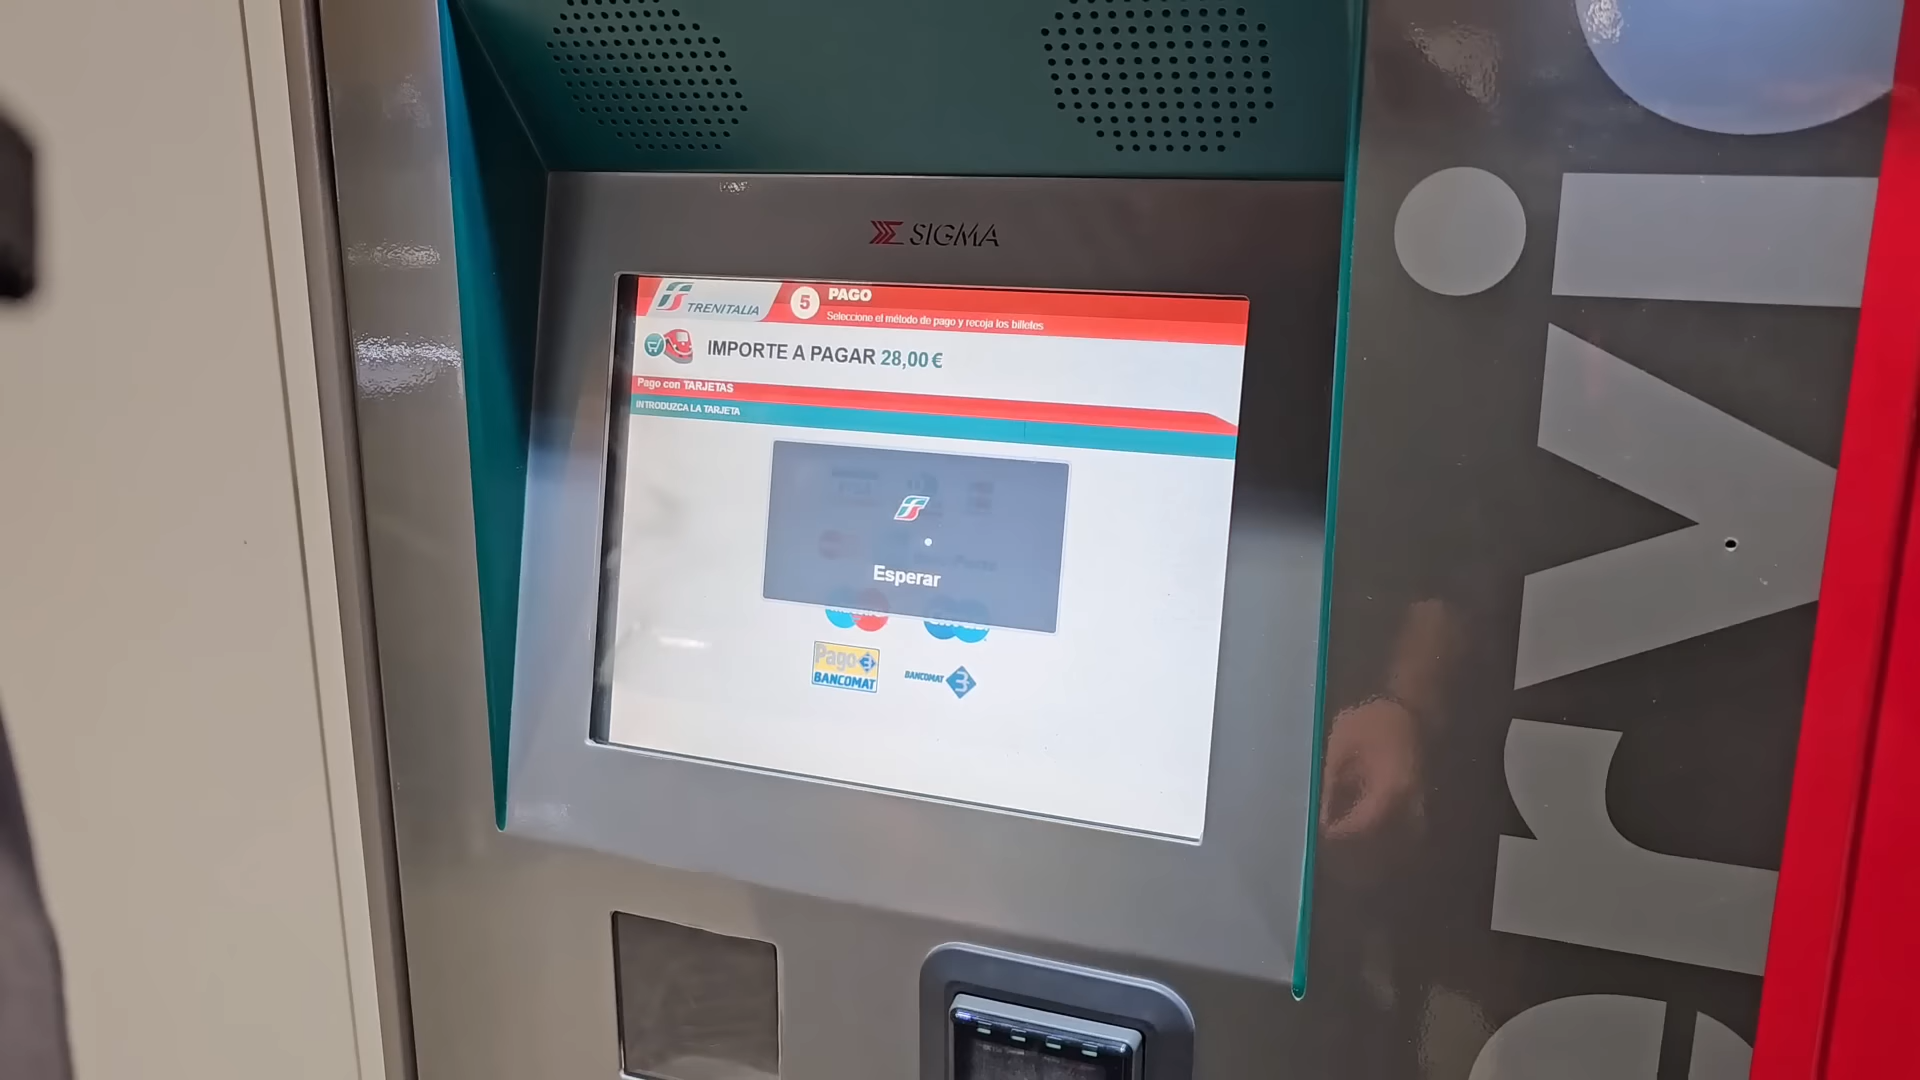 SIGMA
TRENITALIA
5 PAGO
Seleccione el método de pago y recoja los billetes
IMPORTE A PAGAR 28,00 €
Pago con TARJETAS
INTRODUZCA LA TARJETA
Esperar
Pago
BANCOMAT
BANCOMAT
ervi